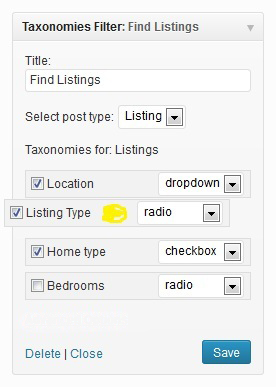 Taxonomies Filter: Find Listings
Title:
Find Listings
Select post type: Listing
Taxonomies for: Listings
Location dropdown
Listing Type radio
Home type checkbox
Bedrooms radio
Delete | Close Save